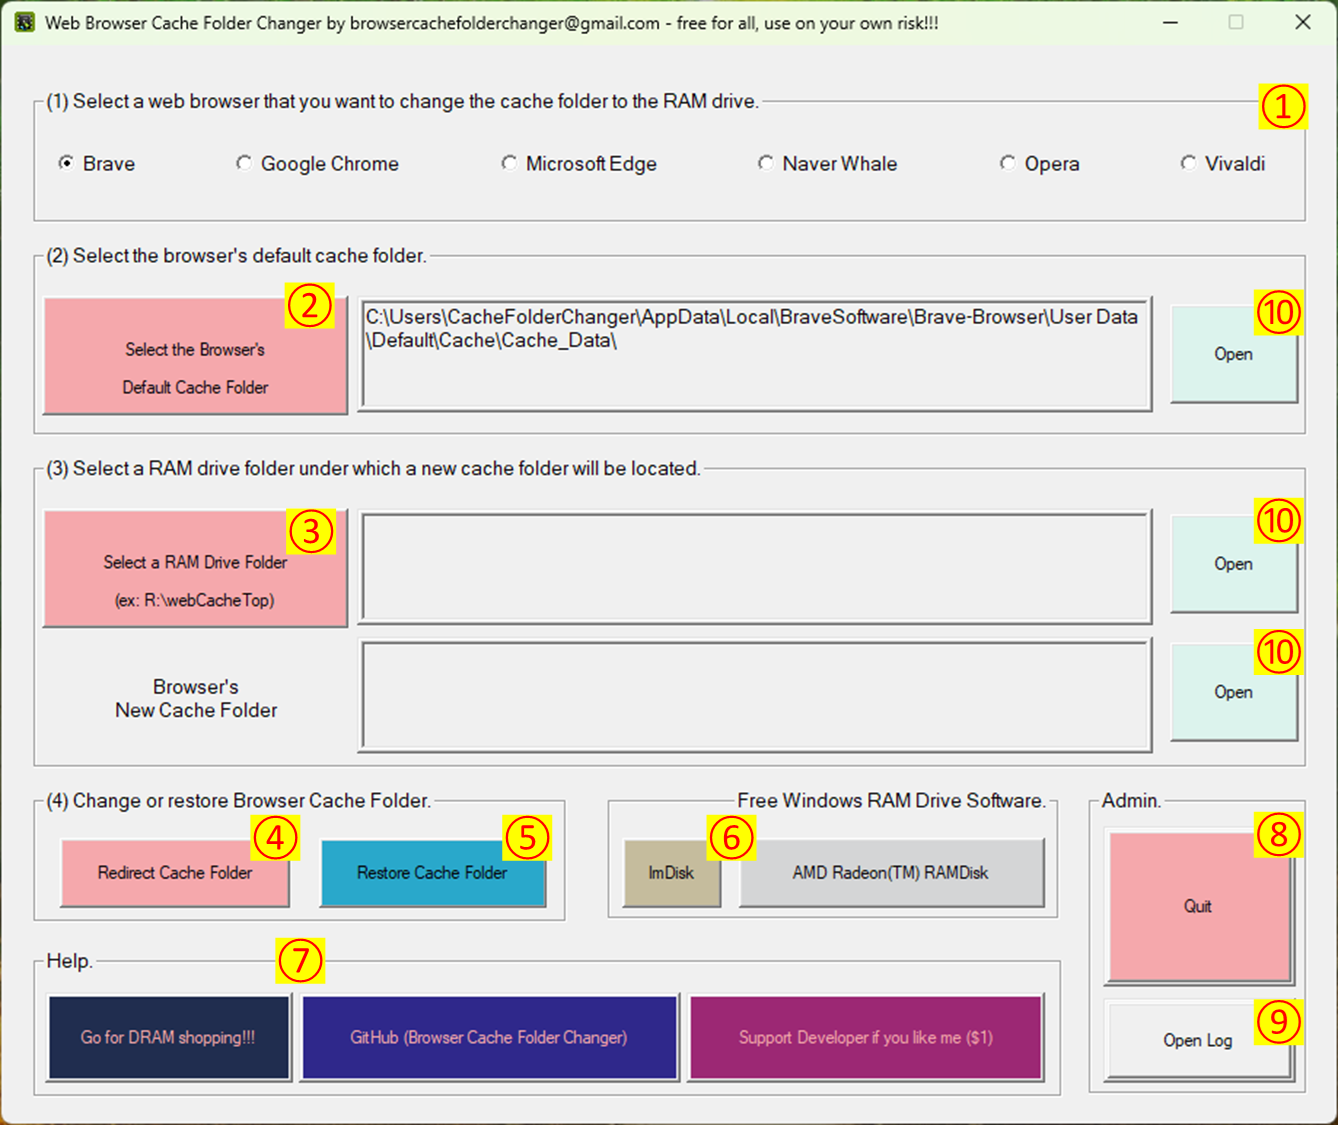 Web Browser Cache Folder Changer by browsercachefolderchanger@gmail.com - free for all, use on your own risk!!!
(1) Select a web browser that you want to change the cache folder to the RAM drive.
①
Brave
Google Chrome
Microsoft Edge
Naver Whale
Opera
Vivaldi
(2) Select the browser's default cache folder.
②
Select the Browser's
Default Cache Folder
C:\Users\CacheFolderChanger\AppData\Local\BraveSoftware\Brave-Browser\User Data
\Default\Cache\Cache_Data\
⑩
Open
(3) Select a RAM drive folder under which a new cache folder will be located.
③
Select a RAM Drive Folder
(ex: R:\webCacheTop)
⑩
Open
Browser's
New Cache Folder
⑩
Open
(4) Change or restore Browser Cache Folder.
④
Redirect Cache Folder
⑤
Restore Cache Folder
Free Windows RAM Drive Software.
⑥
ImDisk
AMD Radeon(TM) RAMDisk
Admin.
⑧
Quit
⑨
Open Log
Help.
⑦
Go for DRAM shopping!!!
GitHub (Browser Cache Folder Changer)
Support Developer if you like me ($1)